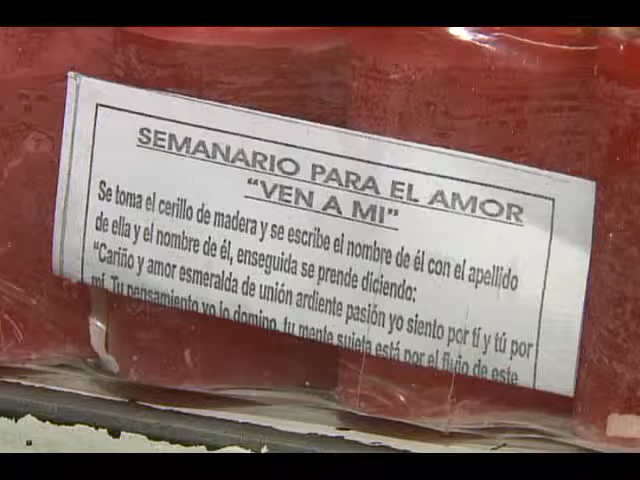 SEMANARIO PARA EL AMOR
"VEN A MI"
Se toma el cerillo de madera y se escribe el nombre de él con el apellido
de ella y el nombre de él, enseguida se prende diciendo:
"Cariño y amor esmeralda de unión ardiente pasión yo siento por tí y tú por
mí. Tu pensamiento yo lo domino, tu mente sujeta está por el flujo de este